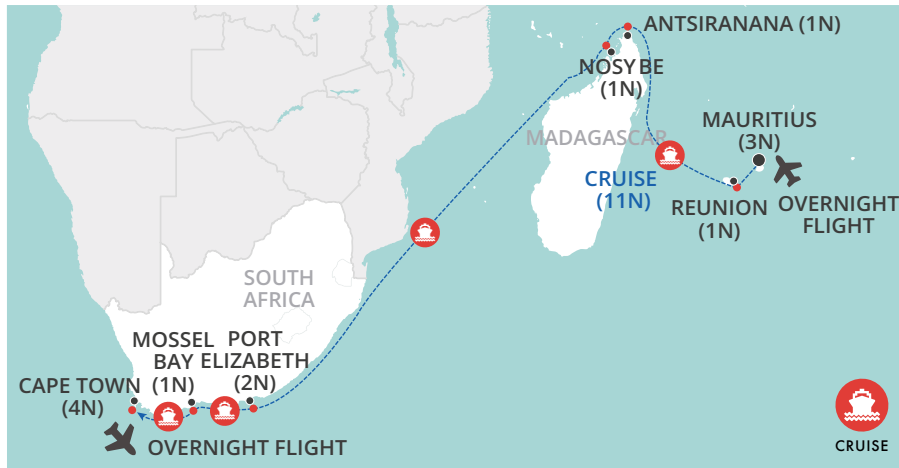 ANTSIRANANA (1N)
NOSY BE
(1N)
MADAGASCAR
MAURITIUS
(3N)
CRUISE
(11N)
REUNION
(1N)
OVERNIGHT
FLIGHT
SOUTH
AFRICA
MOSSEL
BAY
(1N)
PORT
ELIZABETH
(2N)
CAPE TOWN
(4N)
OVERNIGHT FLIGHT
CRUISE